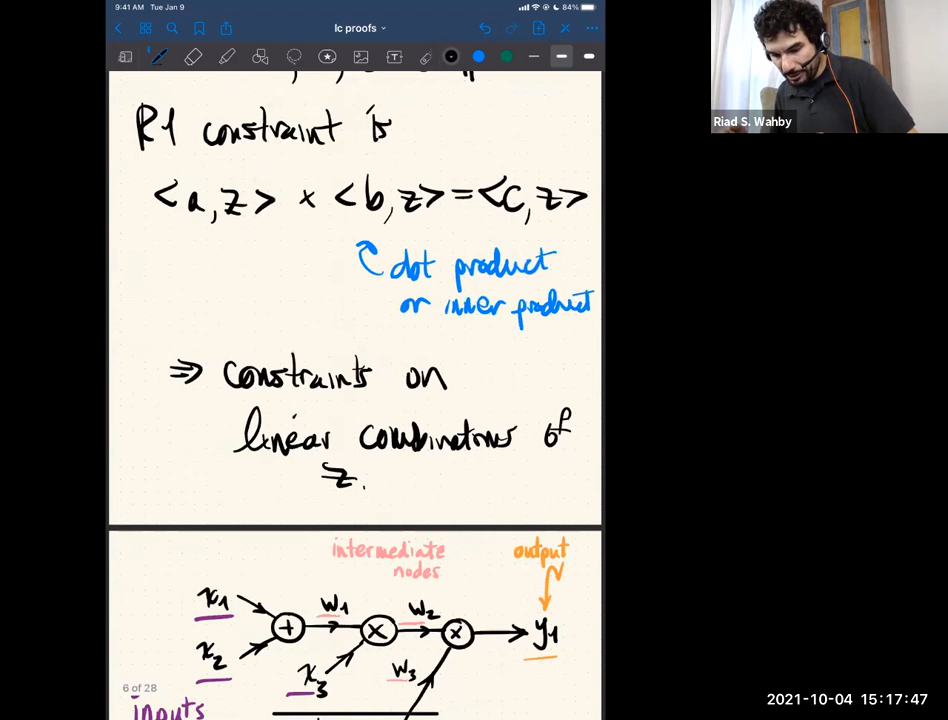 9:41 AM Tue Jan 9
84%
lc proofs
R1 constraint is
<a,z> × <b,z> = <c,z>
dot product
or inner product
⇒ constraints on
linear combinations of
z.
intermediate
nodes
output
x1
w1
w2
y1
+
×
×
x2
x3
w3
6 of 28
inputs
Riad S. Wahby
2021-10-04 15:17:47